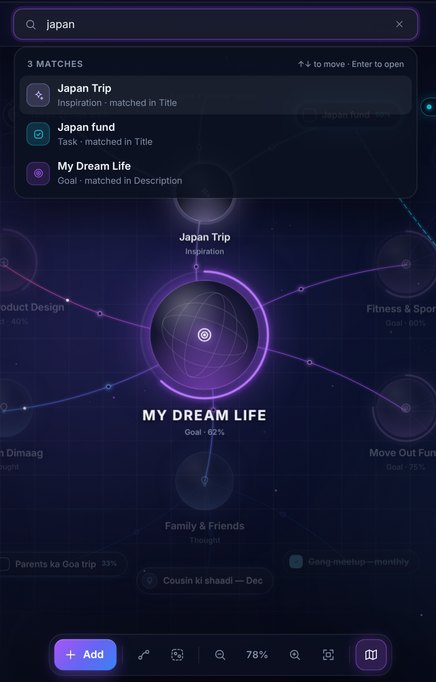 japan
3 MATCHES
↑↓ to move · Enter to open
Japan Trip
Inspiration · matched in Title
Japan fund
Task · matched in Title
My Dream Life
Goal · matched in Description
Japan fund
Japan Trip
Inspiration
oduct Design
40%
Fitness & Spor
Goal · 60%
MY DREAM LIFE
Goal · 62%
n Dimaag
ought
Move Out Fun
Goal · 75%
Family & Friends
Thought
Parents ka Goa trip 33%
Gang meetup — monthly
Cousin ki shaadi — Dec
+ Add
78%